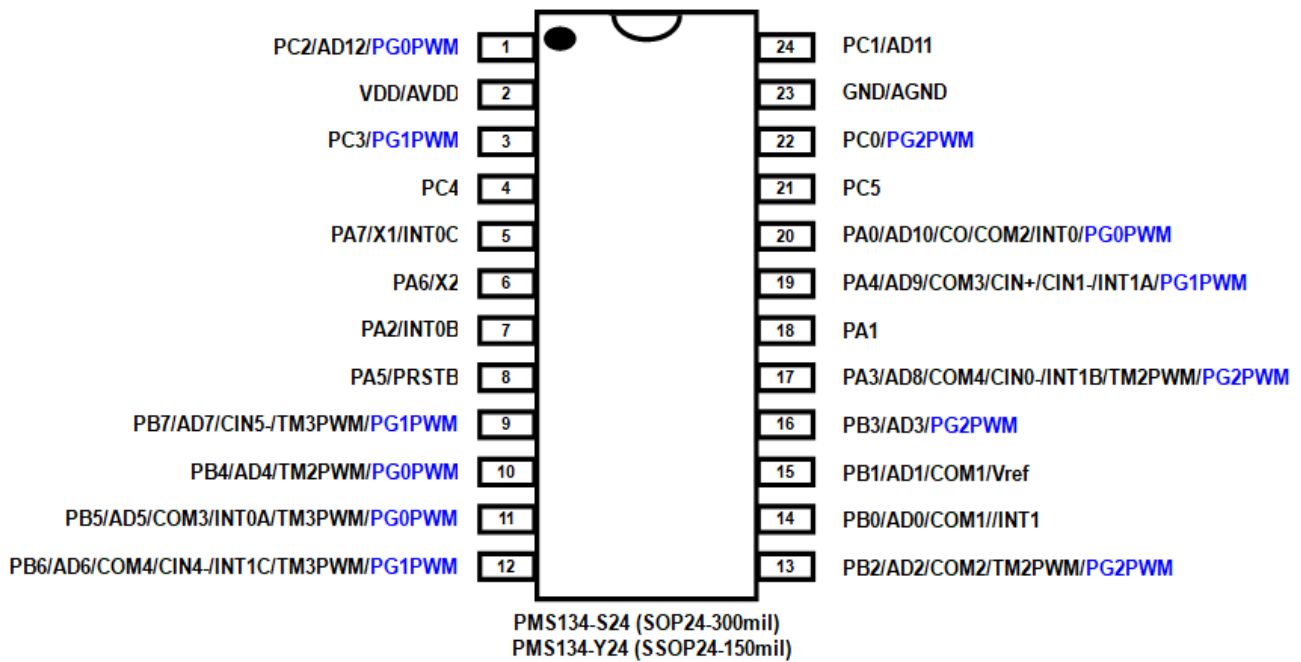 PC2/AD12/PG0PWM 1 24 PC1/AD11
VDD/AVDD 2 23 GND/AGND
PC3/PG1PWM 3 22 PC0/PG2PWM
PC4 4 21 PC5
PA7/X1/INT0C 5 20 PA0/AD10/CO/COM2/INT0/PG0PWM
PA6/X2 6 19 PA4/AD9/COM3/CIN+/CIN1-/INT1A/PG1PWM
PA2/INT0B 7 18 PA1
PA5/PRSTB 8 17 PA3/AD8/COM4/CIN0-/INT1B/TM2PWM/PG2PWM
PB7/AD7/CIN5-/TM3PWM/PG1PWM 9 16 PB3/AD3/PG2PWM
PB4/AD4/TM2PWM/PG0PWM 10 15 PB1/AD1/COM1/Vref
PB5/AD5/COM3/INT0A/TM3PWM/PG0PWM 11 14 PB0/AD0/COM1//INT1
PB6/AD6/COM4/CIN4-/INT1C/TM3PWM/PG1PWM 12 13 PB2/AD2/COM2/TM2PWM/PG2PWM
PMS134-S24 (SOP24-300mil)
PMS134-Y24 (SSOP24-150mil)